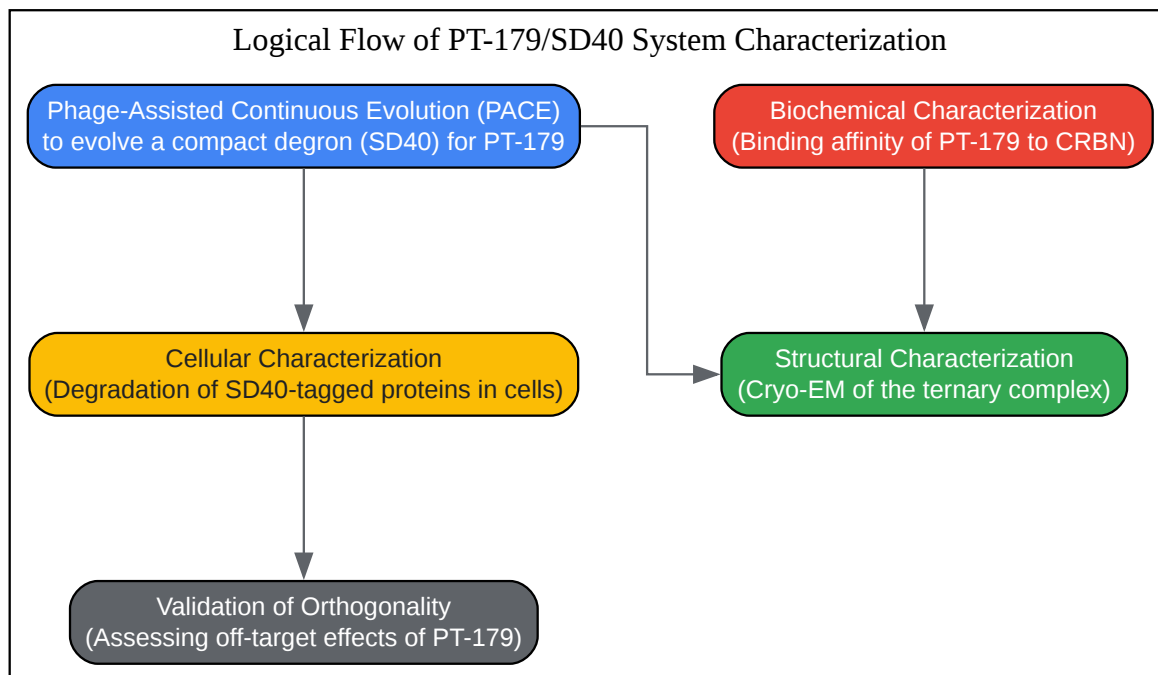 Logical Flow of PT-179/SD40 System Characterization
Phage-Assisted Continuous Evolution (PACE)
to evolve a compact degron (SD40) for PT-179
Biochemical Characterization
(Binding affinity of PT-179 to CRBN)
Cellular Characterization
(Degradation of SD40-tagged proteins in cells)
Structural Characterization
(Cryo-EM of the ternary complex)
Validation of Orthogonality
(Assessing off-target effects of PT-179)